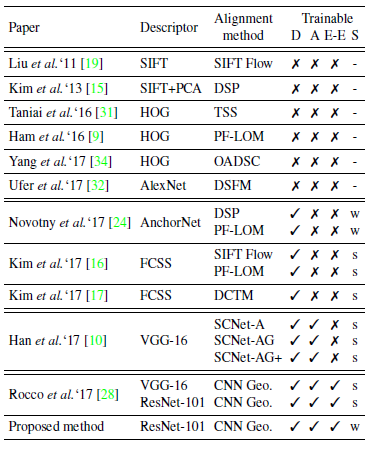 Paper Descriptor Alignment method Trainable
D A E-E S
Liu et al.‘11 [19] SIFT SIFT Flow ✗ ✗ ✗ -
Kim et al.‘13 [15] SIFT+PCA DSP ✗ ✗ ✗ -
Taniai et al.‘16 [31] HOG TSS ✗ ✗ ✗ -
Ham et al.‘16 [9] HOG PF-LOM ✗ ✗ ✗ -
Yang et al.‘17 [34] HOG OADSC ✗ ✗ ✗ -
Ufer et al.‘17 [32] AlexNet DSFM ✗ ✗ ✗ -
Novotny et al.‘17 [24] AnchorNet DSP ✓ ✗ ✗ w
PF-LOM ✓ ✗ ✗ w
Kim et al.‘17 [16] FCSS SIFT Flow ✓ ✗ ✗ s
PF-LOM ✓ ✗ ✗ s
Kim et al.‘17 [17] FCSS DCTM ✓ ✗ ✗ s
Han et al.‘17 [10] VGG-16 SCNet-A ✓ ✓ ✗ s
SCNet-AG ✓ ✓ ✗ s
SCNet-AG+ ✓ ✓ ✗ s
Rocco et al.‘17 [28] VGG-16 CNN Geo. ✓ ✓ ✓ s
ResNet-101 CNN Geo. ✓ ✓ ✓ s
Proposed method ResNet-101 CNN Geo. ✓ ✓ ✓ w